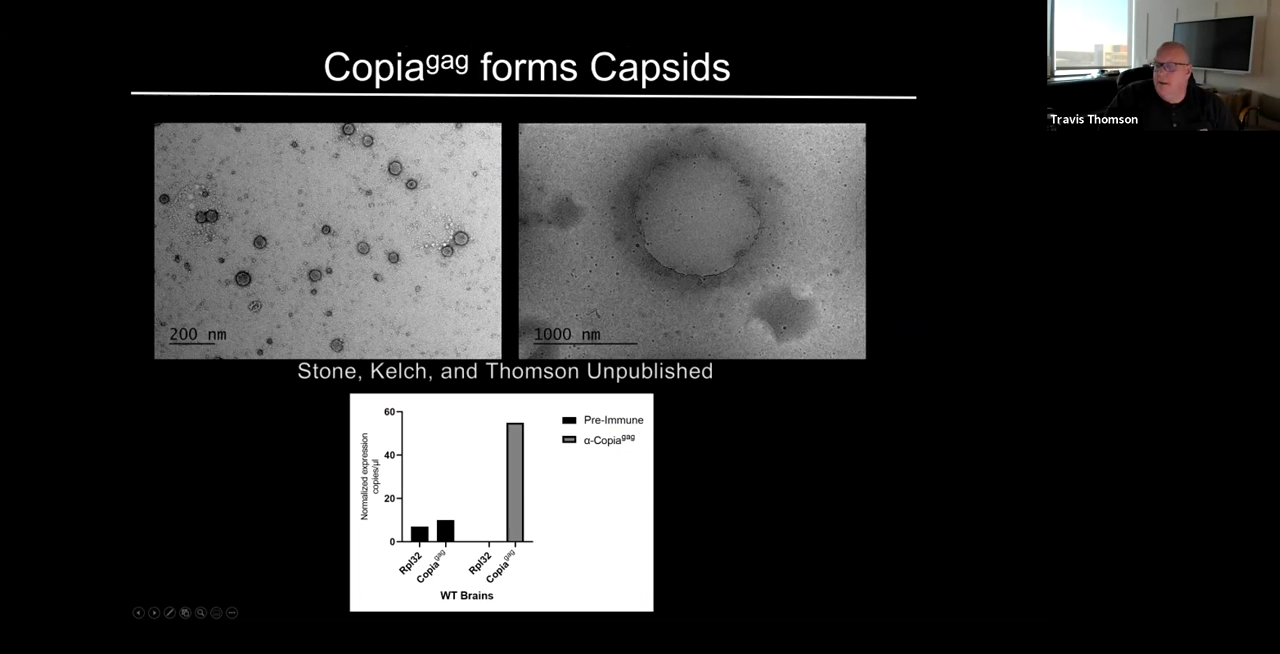 Copiagag forms Capsids
Travis Thomson
200 nm
1000 nm
Stone, Kelch, and Thomson Unpublished
Normalized expression
copies/µl
60
40
20
0
Pre-Immune
α-Copiagag
Rpl32
Copiagag
Rpl32
Copiagag
WT Brains